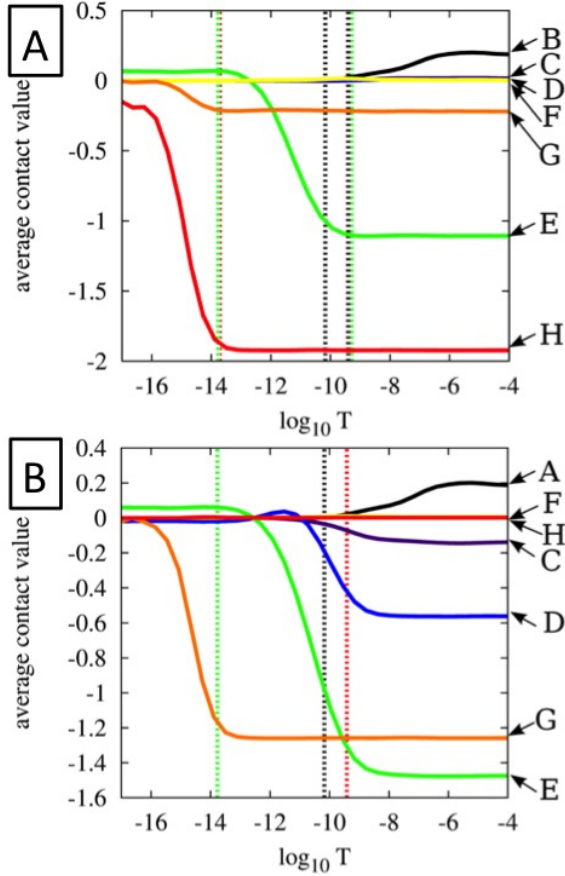 A
0.5
0
-0.5
-1
-1.5
-2
average contact value
-16 -14 -12 -10 -8 -6 -4
log10 T
B
C
D
F
G
E
H
B
0.4
0.2
0
-0.2
-0.4
-0.6
-0.8
-1
-1.2
-1.4
-1.6
average contact value
-16 -14 -12 -10 -8 -6 -4
log10 T
A
F
H
C
D
G
E